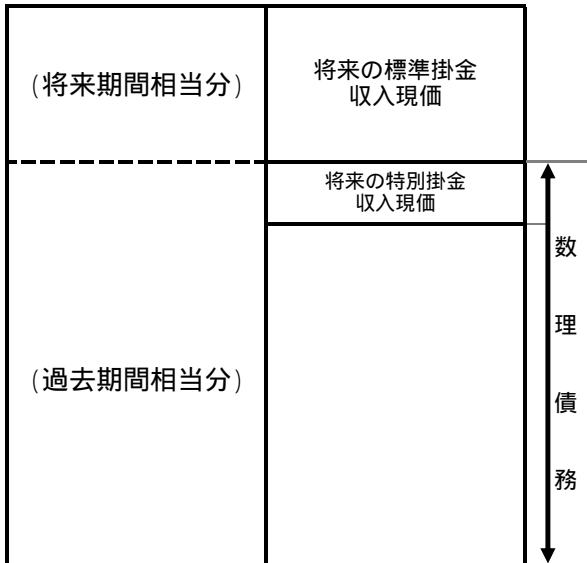 (将来期間相当分)
将来の標準掛金
収入現価
将来の特別掛金
収入現価
(過去期間相当分)
数
理
債
務